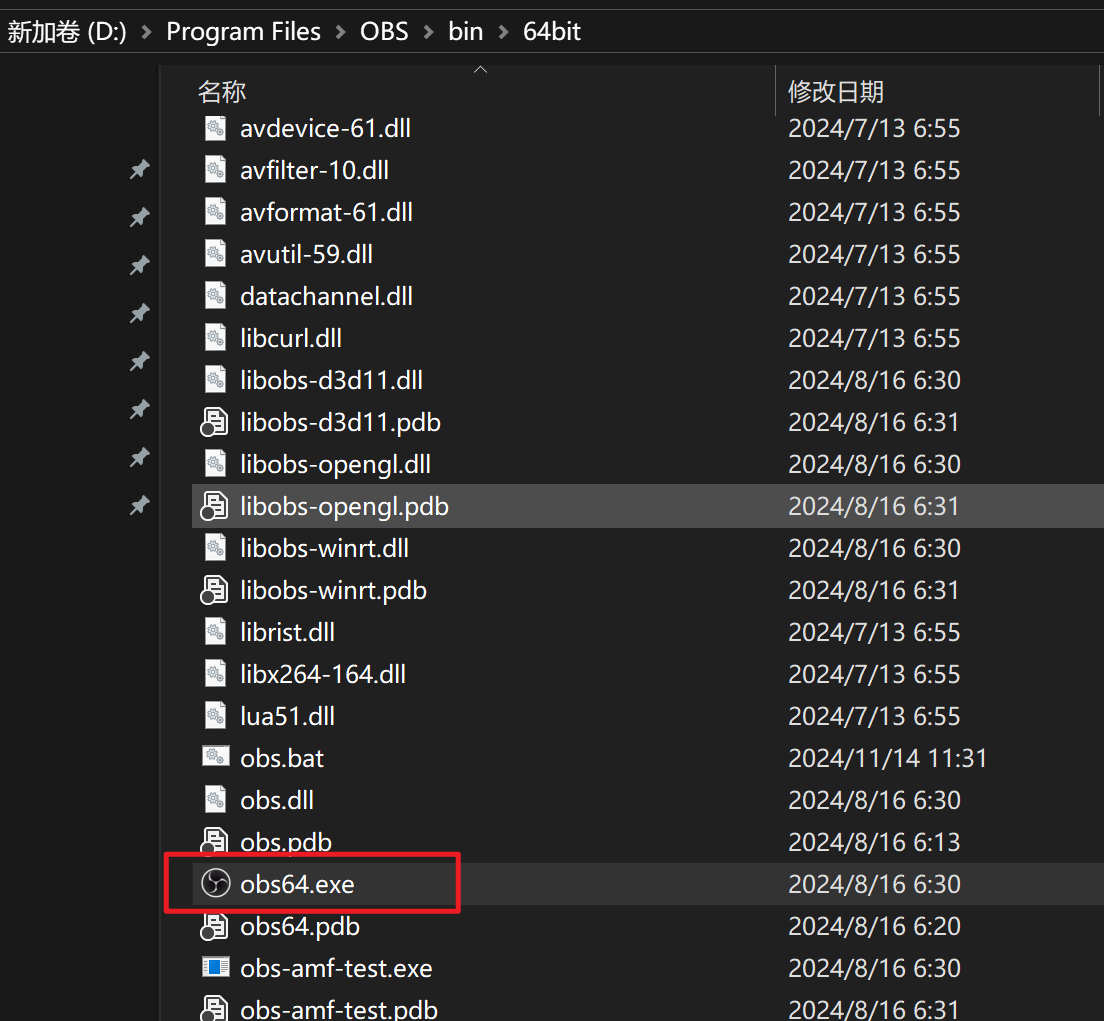 新加卷 (D:) > Program Files > OBS > bin > 64bit
名称 修改日期
avdevice-61.dll 2024/7/13 6:55
avfilter-10.dll 2024/7/13 6:55
avformat-61.dll 2024/7/13 6:55
avutil-59.dll 2024/7/13 6:55
datachannel.dll 2024/7/13 6:55
libcurl.dll 2024/7/13 6:55
libobs-d3d11.dll 2024/8/16 6:30
libobs-d3d11.pdb 2024/8/16 6:31
libobs-opengl.dll 2024/8/16 6:30
libobs-opengl.pdb 2024/8/16 6:31
libobs-winrt.dll 2024/8/16 6:30
libobs-winrt.pdb 2024/8/16 6:31
librist.dll 2024/7/13 6:55
libx264-164.dll 2024/7/13 6:55
lua51.dll 2024/7/13 6:55
obs.bat 2024/11/14 11:31
obs.dll 2024/8/16 6:30
obs.pdb 2024/8/16 6:13
obs64.exe 2024/8/16 6:30
obs64.pdb 2024/8/16 6:20
obs-amf-test.exe 2024/8/16 6:30
obs-amf-test.pdb 2024/8/16 6:31